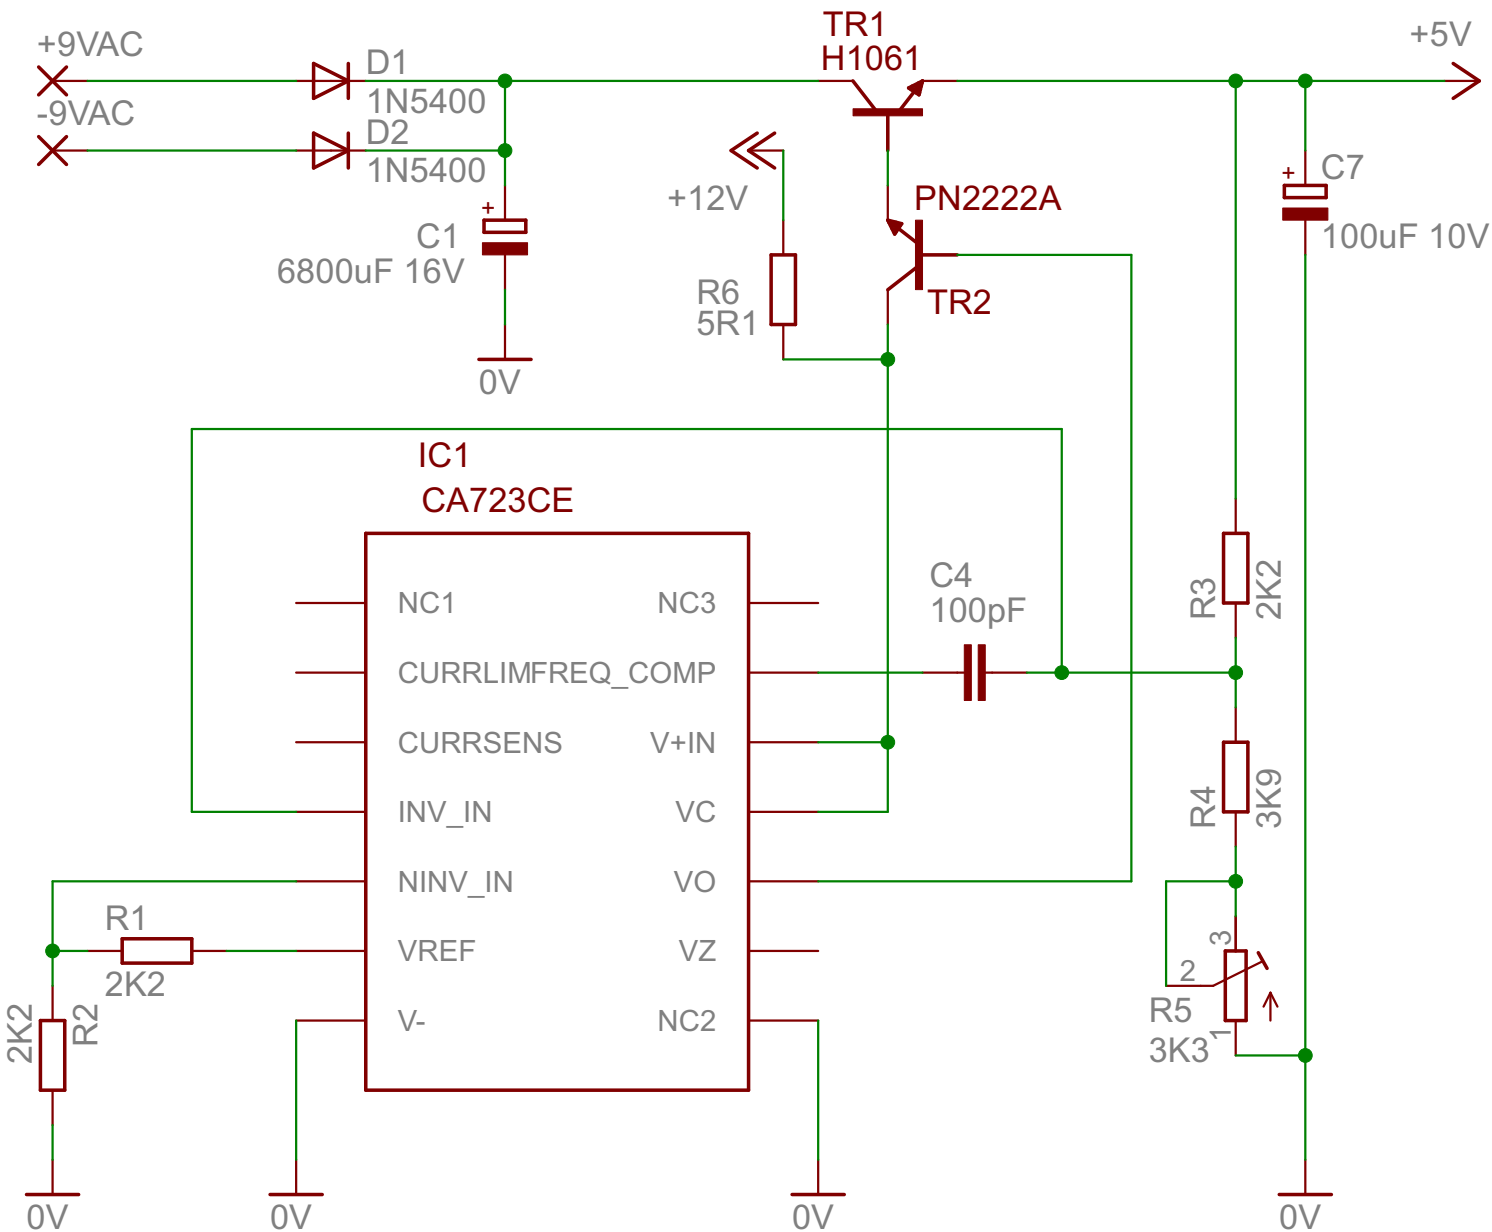 +9VAC
-9VAC
D1
1N5400
D2
1N5400
+
C1
6800uF 16V
0V
TR1
H1061
+5V
+12V
PN2222A
TR2
R6
5R1
+
C7
100uF 10V
IC1
CA723CE
NC1
NC3
CURRLIMFREQ_COMP
CURRSENS
V+IN
INV_IN
VC
NINV_IN
VO
VREF
VZ
V-
NC2
C4
100pF
R3
2K2
R4
3K9
3
2
1
R5
3K3
R1
2K2
2K2
R2
0V
0V
0V
0V